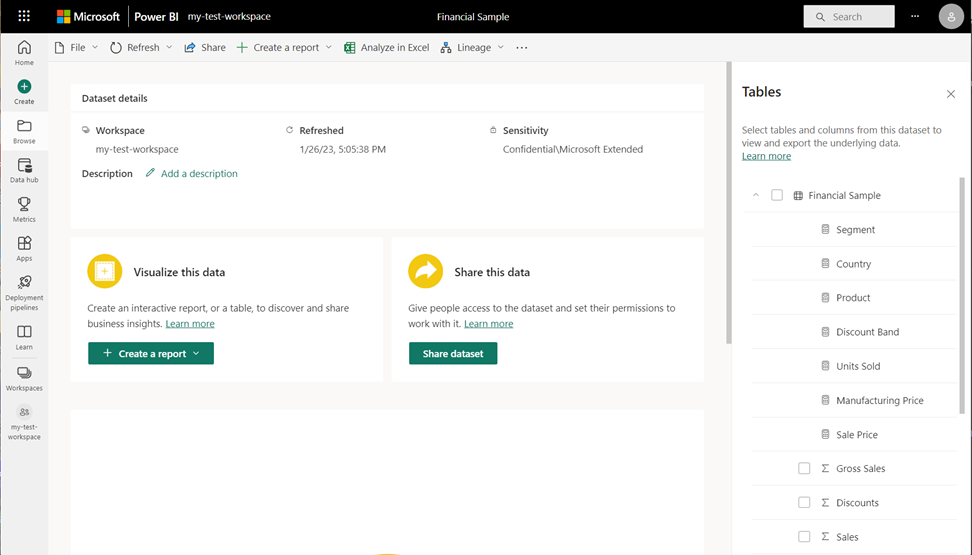 Microsoft Power BI my-test-workspace Financial Sample Search ...
File Refresh Share Create a report Analyze in Excel Lineage ...
Home
Create
Browse
Data hub
Metrics
Apps
Deployment
pipelines
Learn
Workspaces
my-test-
workspace
Dataset details
Workspace Refreshed Sensitivity
my-test-workspace 1/26/23, 5:05:38 PM Confidential\Microsoft Extended
Description Add a description
Visualize this data
Create an interactive report, or a table, to discover and share
business insights. Learn more
Create a report
Share this data
Give people access to the dataset and set their permissions to
work with it. Learn more
Share dataset
Tables
Select tables and columns from this dataset to
view and export the underlying data.
Learn more
Financial Sample
Segment
Country
Product
Discount Band
Units Sold
Manufacturing Price
Sale Price
Σ Gross Sales
Σ Discounts
Σ Sales